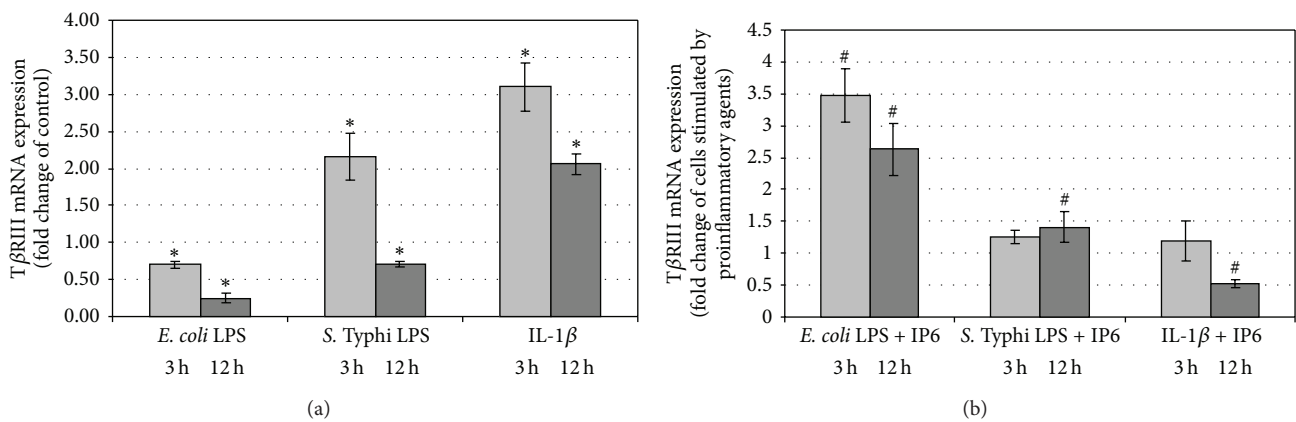 TβRIII mRNA expression
(fold change of control)
4.00
3.50
3.00
2.50
2.00
1.50
1.00
0.50
0.00
*
*
*
*
*
*
E. coli LPS
S. Typhi LPS
IL-1β
3 h 12 h
3 h 12 h
3 h 12 h
(a)
TβRIII mRNA expression
(fold change of cells stimulated by
proinflammatory agents)
4.5
4
3.5
3
2.5
2
1.5
1
0.5
0
#
#
#
#
E. coli LPS + IP6
S. Typhi LPS + IP6
IL-1β + IP6
3 h 12 h
3 h 12 h
3 h 12 h
(b)